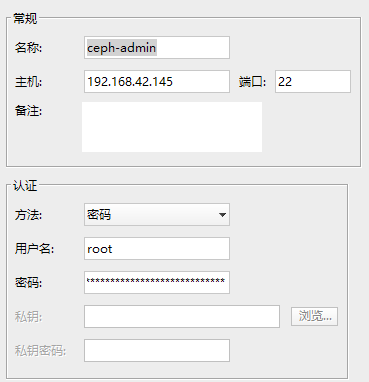 常规
名称: ceph-admin
主机: 192.168.42.145 端口: 22
备注:
认证
方法: 密码
用户名: root
密码: ****************************
私钥: 浏览...
私钥密码: